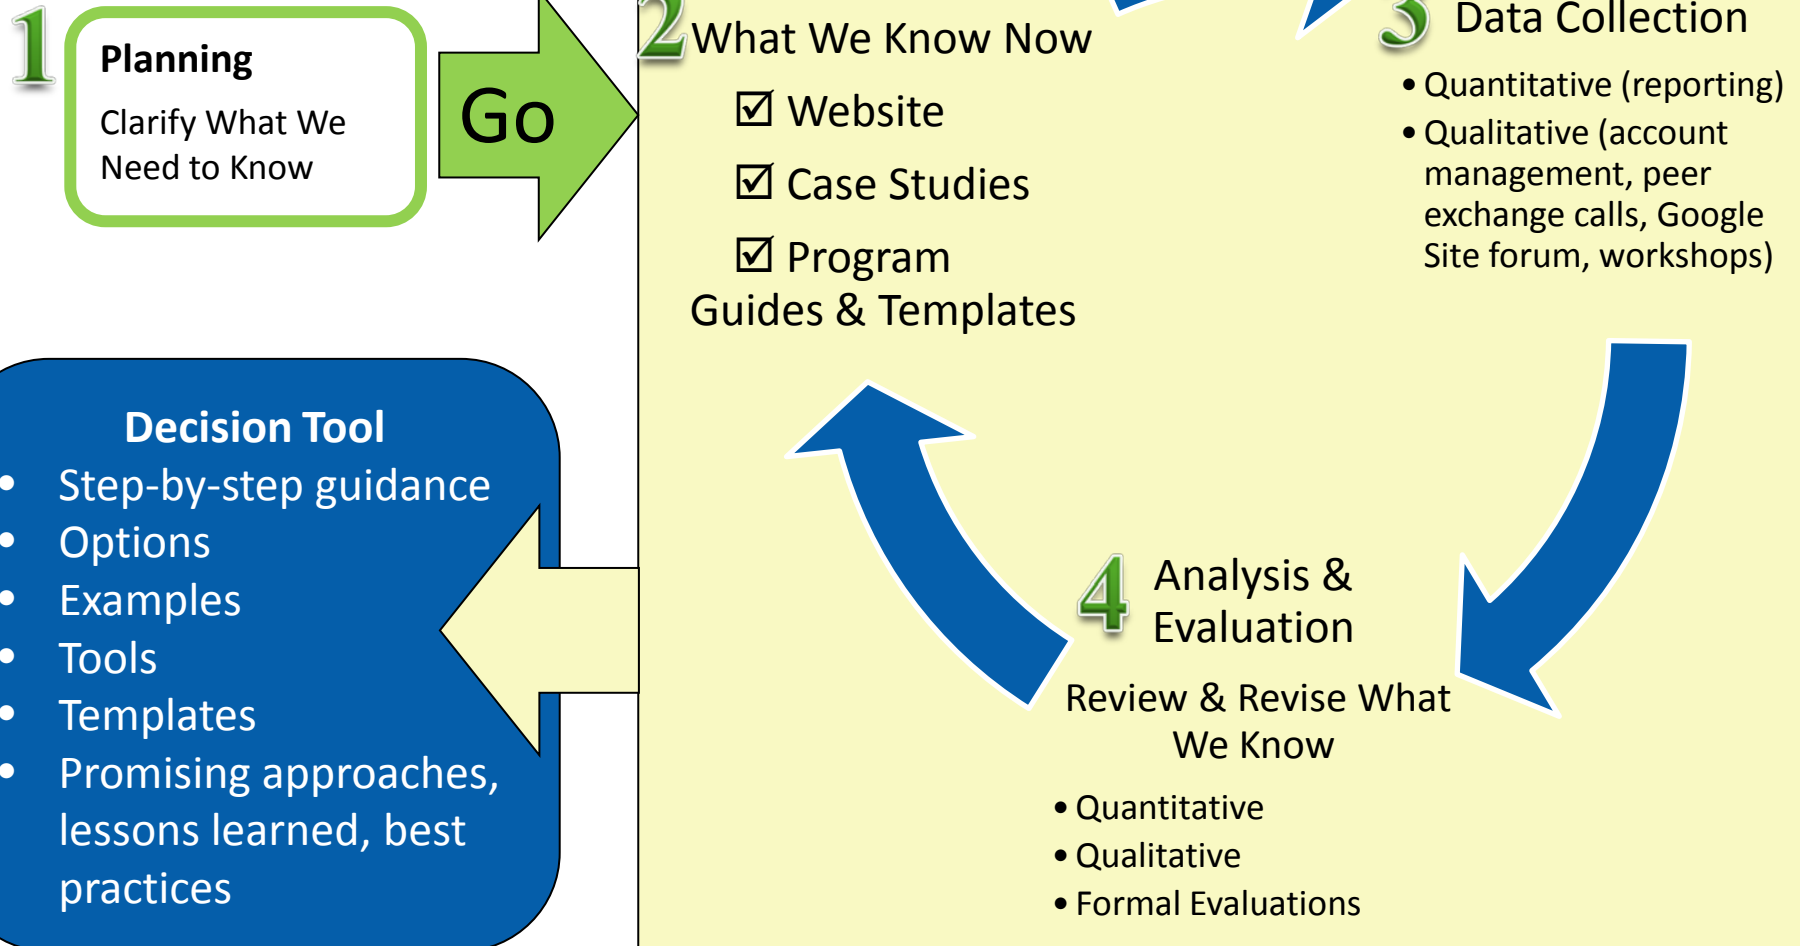 1
Planning
Clarify What We
Need to Know
Go
2
What We Know Now
☑ Website
☑ Case Studies
☑ Program
Guides & Templates
3
Data Collection
• Quantitative (reporting)
• Qualitative (account
management, peer
exchange calls, Google
Site forum, workshops)
4
Analysis &
Evaluation
Review & Revise What
We Know
• Quantitative
• Qualitative
• Formal Evaluations
Decision Tool
• Step-by-step guidance
• Options
• Examples
• Tools
• Templates
• Promising approaches,
lessons learned, best
practices